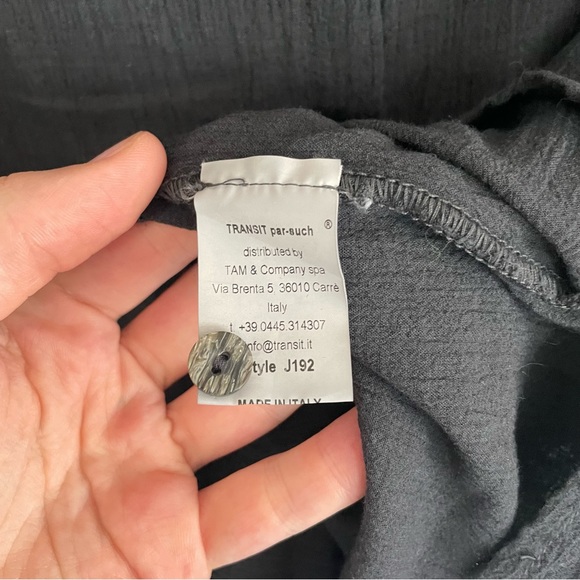 TRANSIT par-such ®
distributed by
TAM & Company spa
Via Brenta 5, 36010 Carrè
Italy
t. +39.0445.314307
info@transit.it
Style J192
MADE IN ITALY